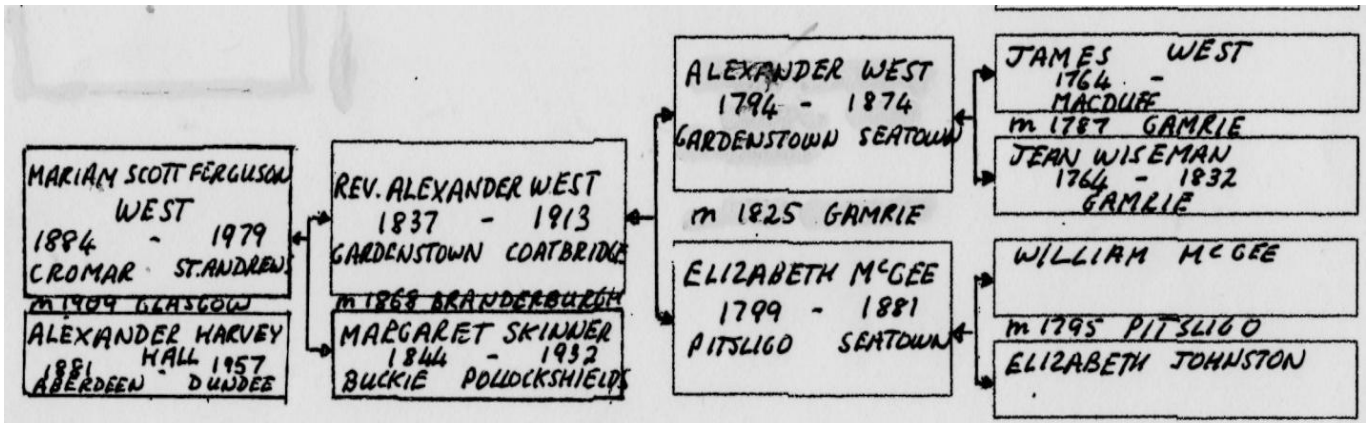 MARIAM SCOTT FERGUSON
WEST
1884 - 1979
CROMAR ST. ANDREWS
m 1909 GLASGOW
ALEXANDER HARVEY
HALL
1881 - 1957
ABERDEEN DUNDEE
REV. ALEXANDER WEST
1837 - 1913
GARDENSTOWN COATBRIDGE
m 1868 BRANDERBURGH
MARGARET SKINNER
1844 - 1932
BUCKIE POLLOCKSHIELDS
ALEXANDER WEST
1794 - 1874
GARDENSTOWN SEATOWN
m 1825 GAMRIE
ELIZABETH McGEE
1799 - 1881
PITSLIGO SEATOWN
JAMES WEST
1764 -
MACDUFF
m 1787 GAMRIE
JEAN WISEMAN
1764 - 1832
GAMRIE
WILLIAM McGEE
m 1795 PITSLIGO
ELIZABETH JOHNSTON